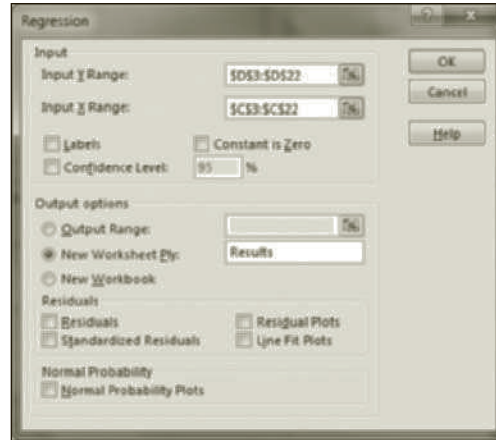 Regression
? x
Input
Input Y Range: $D$3:$D$22
Input X Range: $C$3:$C$22
Labels Constant is Zero
Confidence Level: 95 %
OK
Cancel
Help
Output options
Output Range:
New Worksheet Ply: Results
New Workbook
Residuals
Residuals Residual Plots
Standardized Residuals Line Fit Plots
Normal Probability
Normal Probability Plots